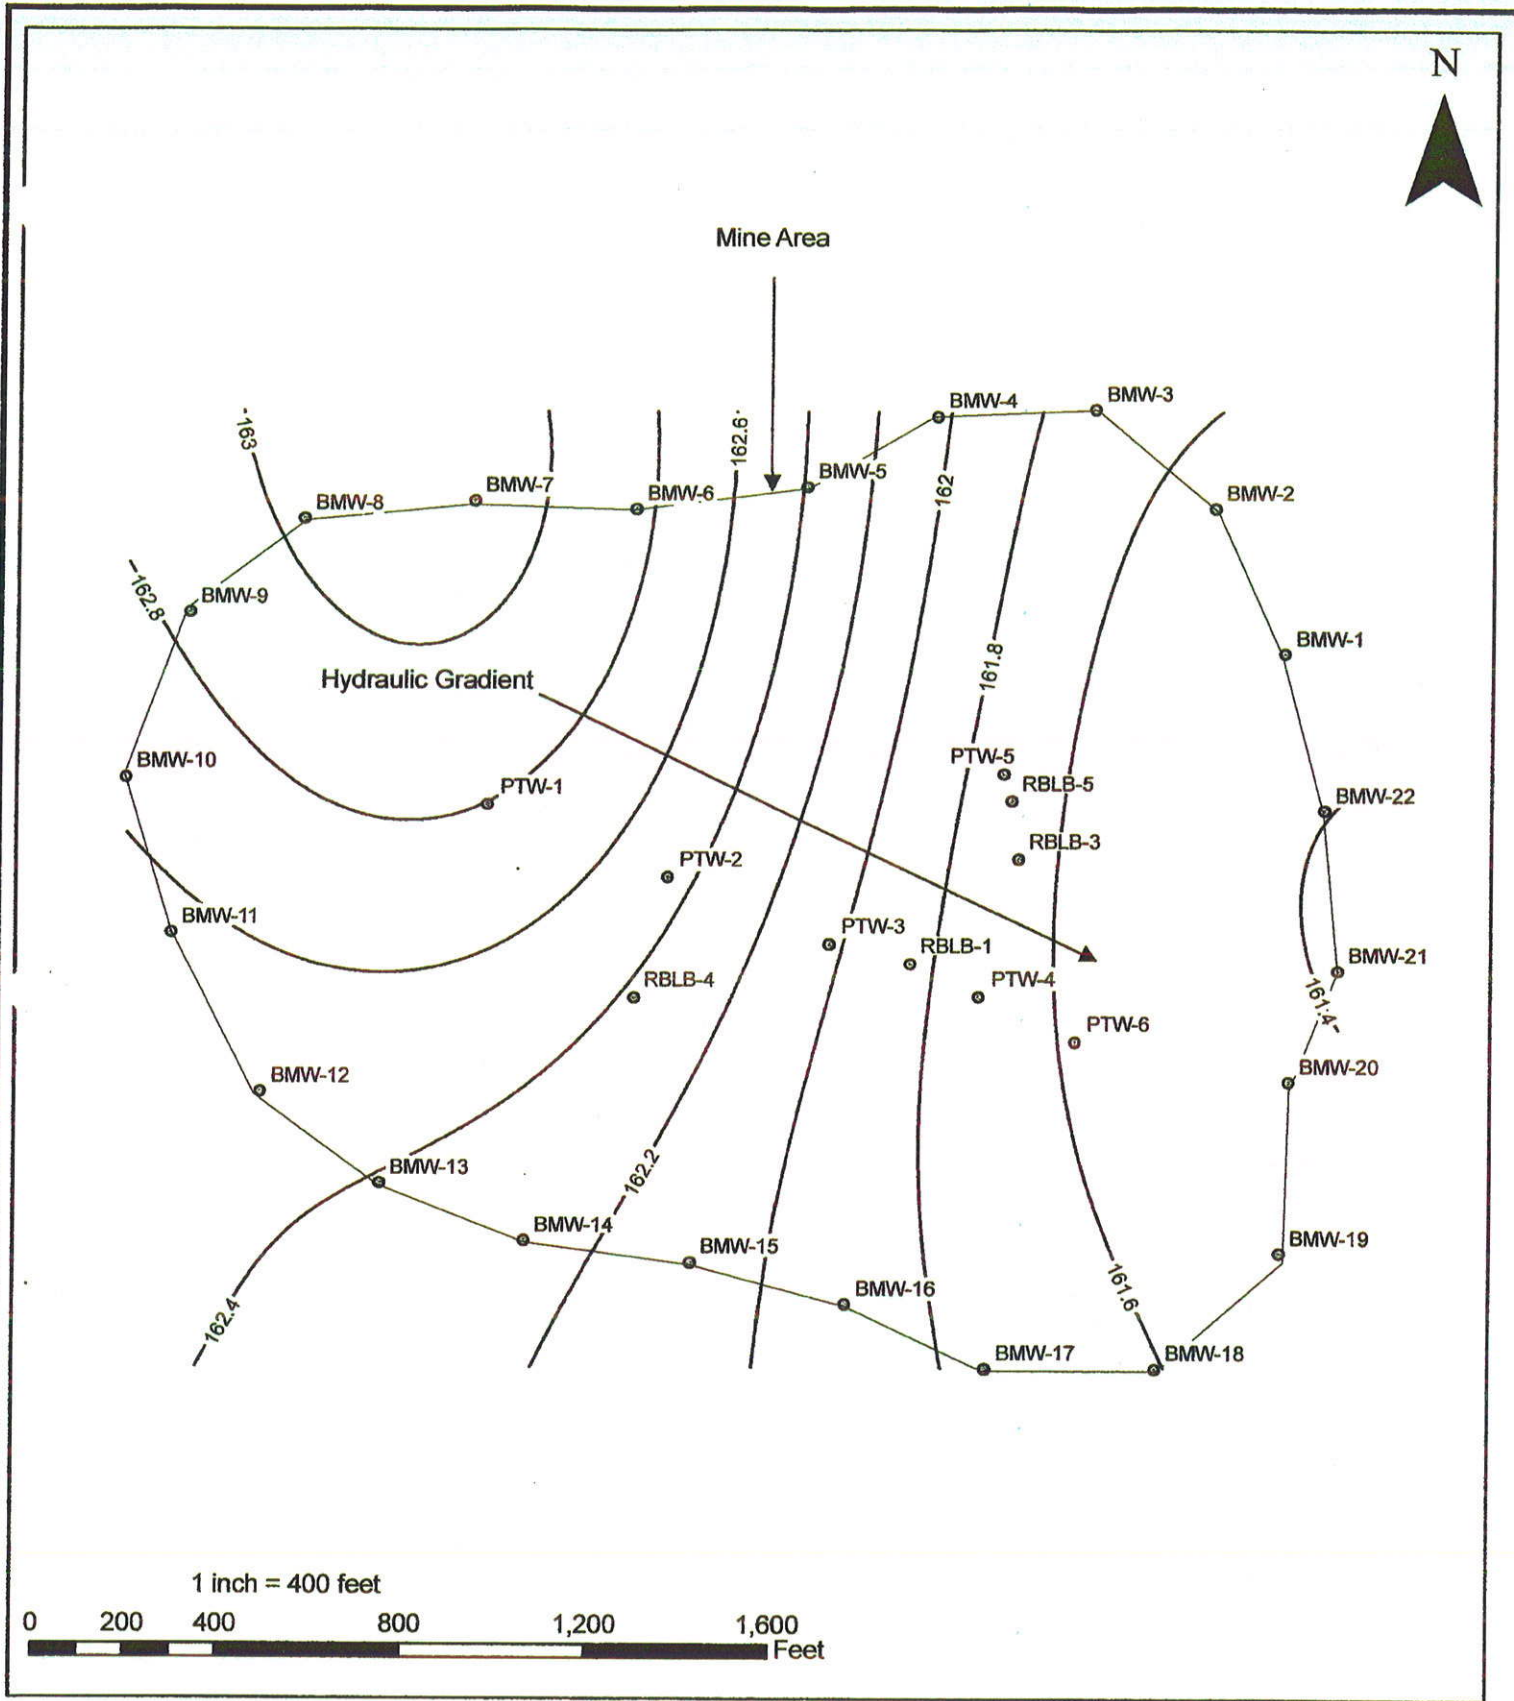 N
Mine Area
BMW-3
BMW-4
163
162.6
BMW-5
BMW-7
BMW-6
162
BMW-2
BMW-8
162.8
BMW-9
BMW-1
161.8
Hydraulic Gradient
BMW-10
PTW-5
PTW-1
RBLB-5
BMW-22
RBLB-3
PTW-2
BMW-11
PTW-3
RBLB-1
BMW-21
RBLB-4
PTW-4
161.4
PTW-6
BMW-20
BMW-12
BMW-13
162.2
BMW-14
BMW-15
BMW-19
BMW-16
161.6
162.4
BMW-17
BMW-18
1 inch = 400 feet
0 200 400 800 1,200 1,600
Feet